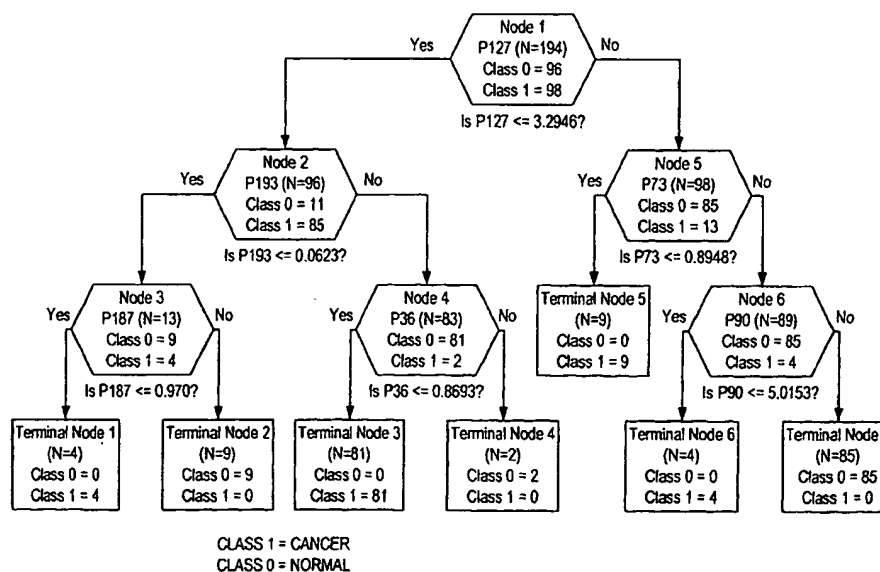 Node 1
P127 (N=194)
Class 0 = 96
Class 1 = 98
Yes
No
Is P127 <= 3.2946?
Node 2
P193 (N=96)
Class 0 = 11
Class 1 = 85
Yes
No
Is P193 <= 0.0623?
Node 5
P73 (N=98)
Class 0 = 85
Class 1 = 13
Yes
No
Is P73 <= 0.8948?
Node 3
P187 (N=13)
Class 0 = 9
Class 1 = 4
Yes
No
Is P187 <= 0.970?
Node 4
P36 (N=83)
Class 0 = 81
Class 1 = 2
Yes
No
Is P36 <= 0.8693?
Terminal Node 5
(N=9)
Class 0 = 0
Class 1 = 9
Node 6
P90 (N=89)
Class 0 = 85
Class 1 = 4
Yes
No
Is P90 <= 5.0153?
Terminal Node 1
(N=4)
Class 0 = 0
Class 1 = 4
Terminal Node 2
(N=9)
Class 0 = 9
Class 1 = 0
Terminal Node 3
(N=81)
Class 0 = 0
Class 1 = 81
Terminal Node 4
(N=2)
Class 0 = 2
Class 1 = 0
Terminal Node 6
(N=4)
Class 0 = 0
Class 1 = 4
Terminal Node
(N=85)
Class 0 = 85
Class 1 = 0
CLASS 1 = CANCER
CLASS 0 = NORMAL